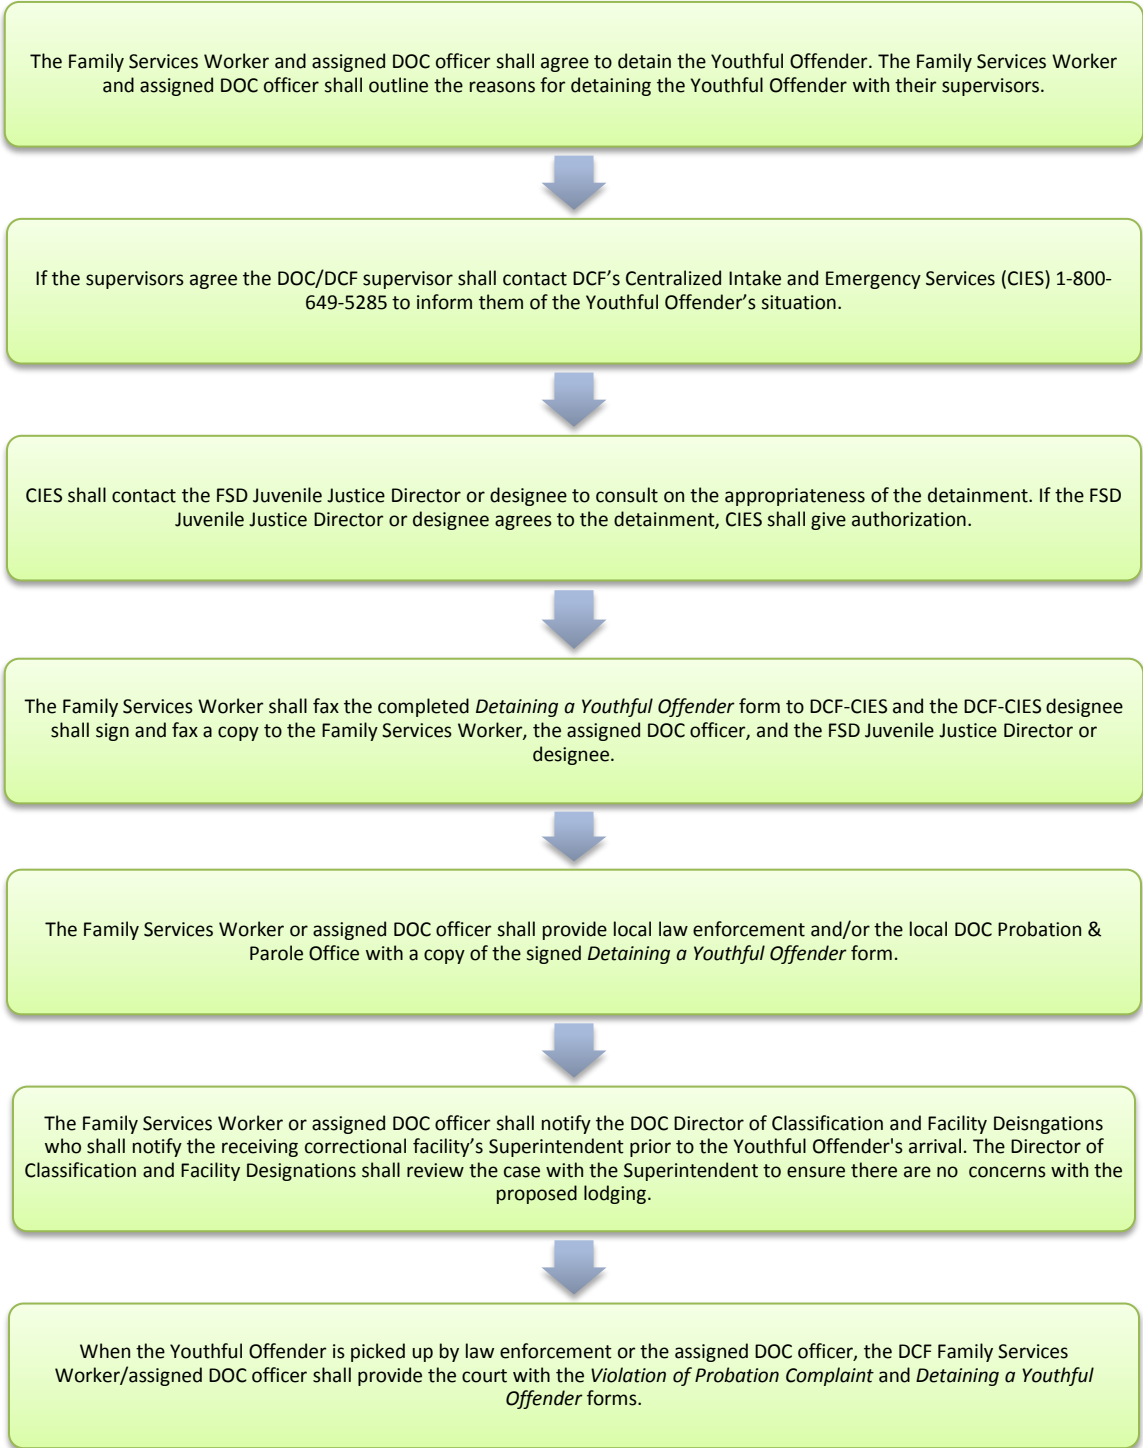 The Family Services Worker and assigned DOC officer shall agree to detain the Youthful Offender. The Family Services Worker
and assigned DOC officer shall outline the reasons for detaining the Youthful Offender with their supervisors.
If the supervisors agree the DOC/DCF supervisor shall contact DCF’s Centralized Intake and Emergency Services (CIES) 1-800-
649-5285 to inform them of the Youthful Offender’s situation.
CIES shall contact the FSD Juvenile Justice Director or designee to consult on the appropriateness of the detainment. If the FSD
Juvenile Justice Director or designee agrees to the detainment, CIES shall give authorization.
The Family Services Worker shall fax the completed Detaining a Youthful Offender form to DCF-CIES and the DCF-CIES designee
shall sign and fax a copy to the Family Services Worker, the assigned DOC officer, and the FSD Juvenile Justice Director or
designee.
The Family Services Worker or assigned DOC officer shall provide local law enforcement and/or the local DOC Probation &
Parole Office with a copy of the signed Detaining a Youthful Offender form.
The Family Services Worker or assigned DOC officer shall notify the DOC Director of Classification and Facility Deisngations
who shall notify the receiving correctional facility’s Superintendent prior to the Youthful Offender's arrival. The Director of
Classification and Facility Designations shall review the case with the Superintendent to ensure there are no concerns with the
proposed lodging.
When the Youthful Offender is picked up by law enforcement or the assigned DOC officer, the DCF Family Services
Worker/assigned DOC officer shall provide the court with the Violation of Probation Complaint and Detaining a Youthful
Offender forms.